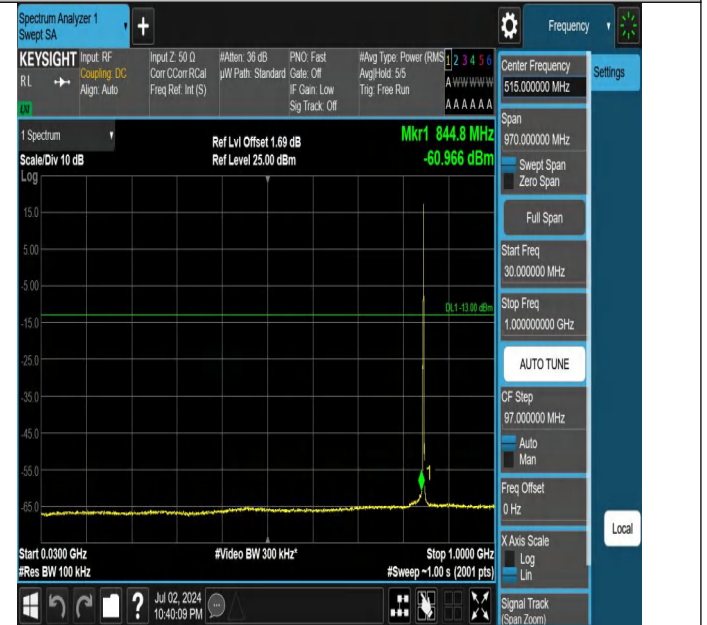 Spectrum Analyzer 1
Swept SA
+
Frequency
KEYSIGHT
RL
LXI
Input: RF
Coupling: DC
Align: Auto
Input Z: 50 Ω
Corr CCorr RCal
Freq Ref: Int (S)
#Atten: 36 dB
µW Path: Standard
PNO: Fast
Gate: Off
IF Gain: Low
Sig Track: Off
#Avg Type: Power (RMS
Avg|Hold: 5/5
Trig: Free Run
1 2 3 4 5 6
A W W W W W
A A A A A A
1 Spectrum
Scale/Div 10 dB
Log
Ref Lvl Offset 1.69 dB
Ref Level 25.00 dBm
Mkr1 844.8 MHz
-60.966 dBm
15.0
5.00
-5.00
-15.0
-25.0
-35.0
-45.0
-55.0
-65.0
DL1 -13.00 dBm
1
Start 0.0300 GHz
#Res BW 100 kHz
#Video BW 300 kHz*
Stop 1.0000 GHz
#Sweep ~1.00 s (2001 pts)
Center Frequency
515.000000 MHz
Settings
Span
970.000000 MHz
Swept Span
Zero Span
Full Span
Start Freq
30.000000 MHz
Stop Freq
1.000000000 GHz
AUTO TUNE
CF Step
97.000000 MHz
Auto
Man
Freq Offset
0 Hz
X Axis Scale
Log
Lin
Local
Signal Track
(Span Zoom)
?
Jul 02, 2024
10:40:09 PM